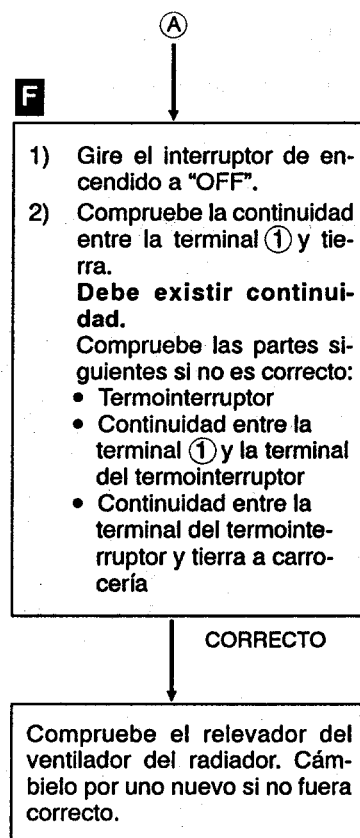 A
F
1) Gire el interruptor de en-
cendido a "OFF".
2) Compruebe la continuidad
entre la terminal ① y tie-
rra.
Debe existir continui-
dad.
Compruebe las partes si-
guientes si no es correcto:
• Termointerruptor
• Continuidad entre la
terminal ① y la terminal
del termointerruptor
• Continuidad entre la
terminal del termointe-
rruptor y tierra a carro-
cería
CORRECTO
Compruebe el relevador del
ventilador del radiador. Cám-
bielo por uno nuevo si no fuera
correcto.